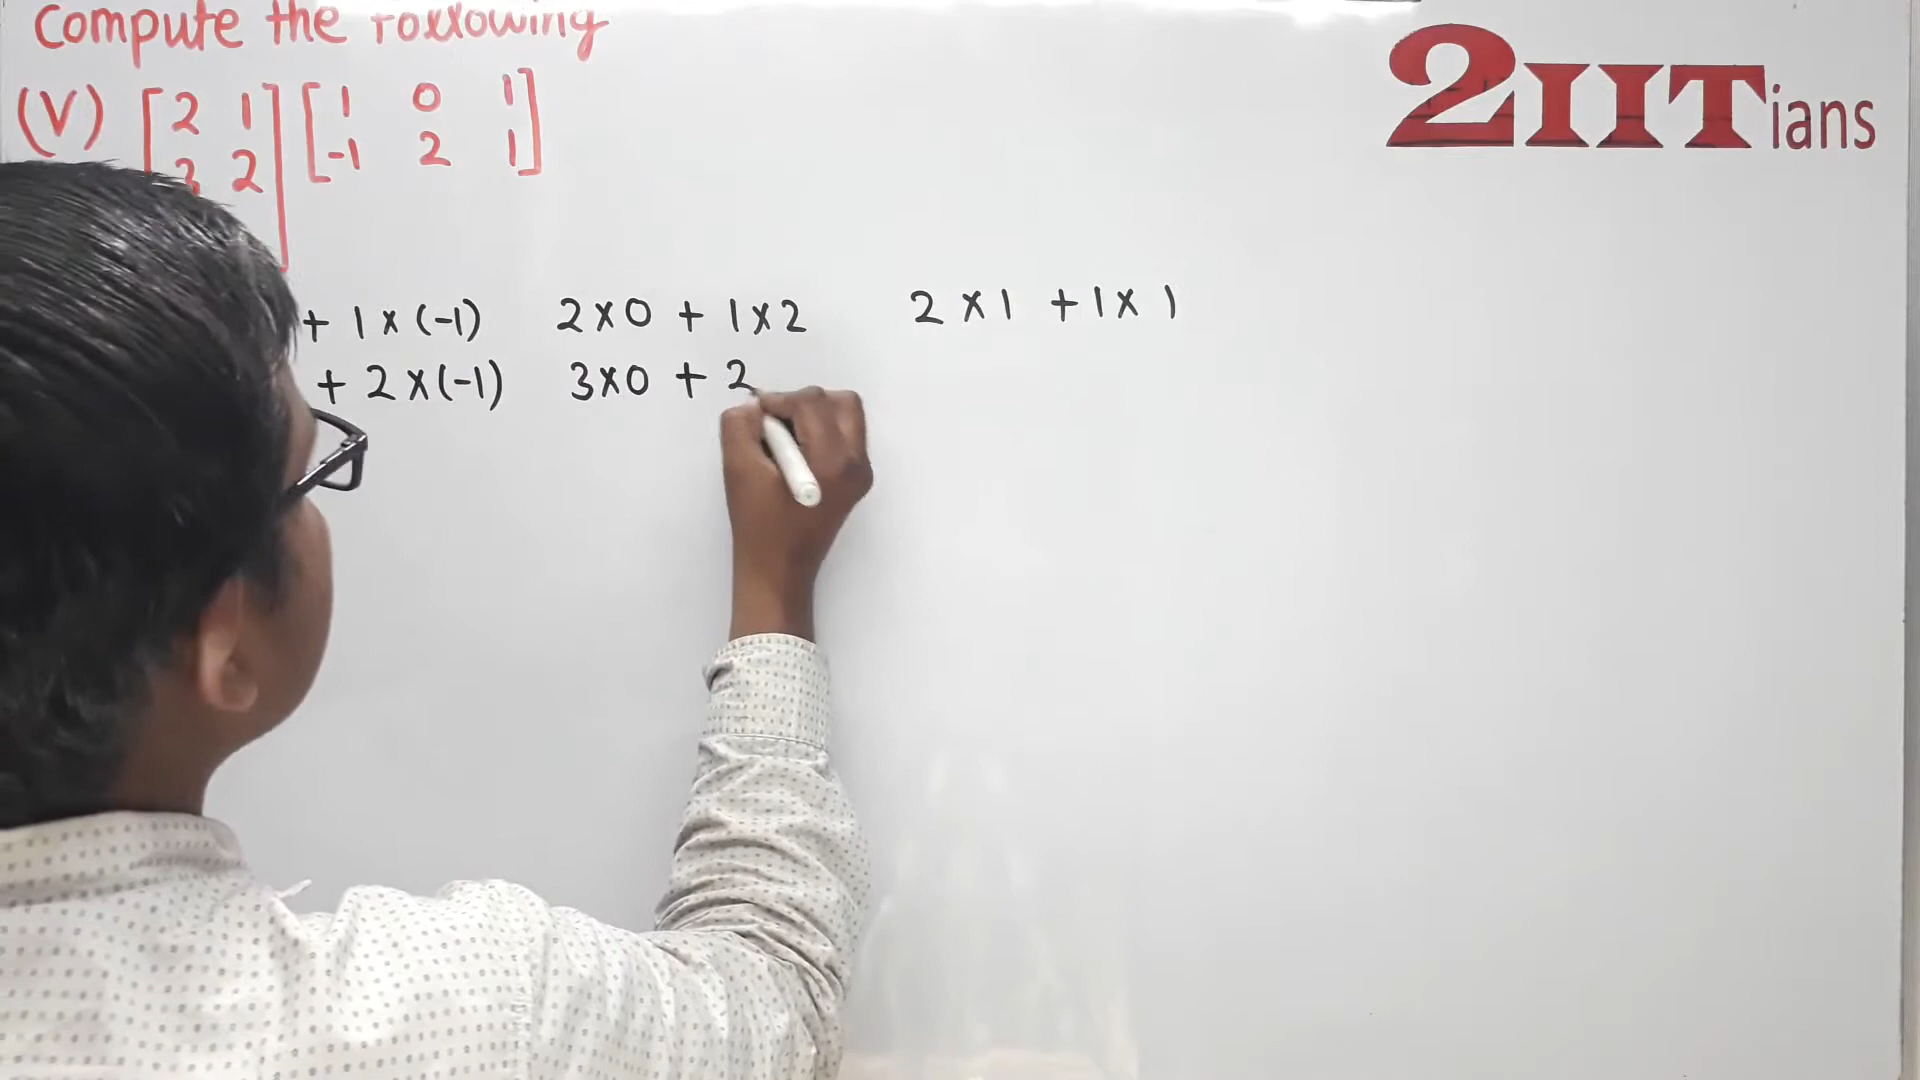 Compute the following
(V) [2 1] [1 0 1]
3 2] [-1 2 1]
+ 1×(-1) 2×0 + 1×2 2×1 +1×1
+ 2×(-1) 3×0 + 2
2IITians